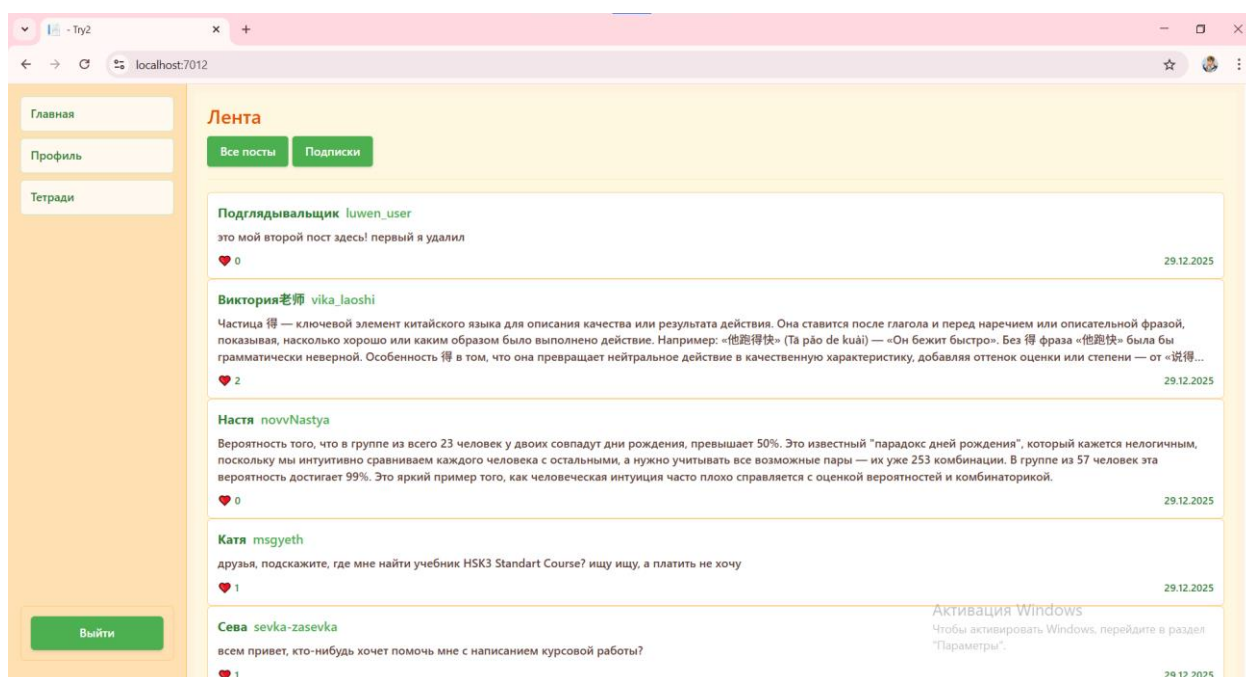 - Try2
localhost:7012
Главная
Профиль
Тетради
Выйти
Лента
Все посты Подписки
Подглядывальщик luwen_user
это мой второй пост здесь! первый я удалил
0 29.12.2025
Виктория老师 vika_laoshi
Частица 得 — ключевой элемент китайского языка для описания качества или результата действия. Она ставится после глагола и перед наречием или описательной фразой,
показывая, насколько хорошо или каким образом было выполнено действие. Например: «他跑得快» (Tā pǎo de kuài) — «Он бежит быстро». Без 得 фраза «他跑快» была бы
грамматически неверной. Особенность 得 в том, что она превращает нейтральное действие в качественную характеристику, добавляя оттенок оценки или степени — от «说得...
2 29.12.2025
Настя novvNastya
Вероятность того, что в группе из всего 23 человек у двоих совпадут дни рождения, превышает 50%. Это известный "парадокс дней рождения", который кажется нелогичным,
поскольку мы интуитивно сравниваем каждого человека с остальными, а нужно учитывать все возможные пары — их уже 253 комбинации. В группе из 57 человек эта
вероятность достигает 99%. Это яркий пример того, как человеческая интуиция часто плохо справляется с оценкой вероятностей и комбинаторикой.
0 29.12.2025
Катя msgyeth
друзья, подскажите, где мне найти учебник HSK3 Standart Course? ищу ищу, а платить не хочу
1 29.12.2025
Сева sevka-zasevka
всем привет, кто-нибудь хочет помочь мне с написанием курсовой работы?
1 29.12.2025
Активация Windows
Чтобы активировать Windows, перейдите в раздел
"Параметры".